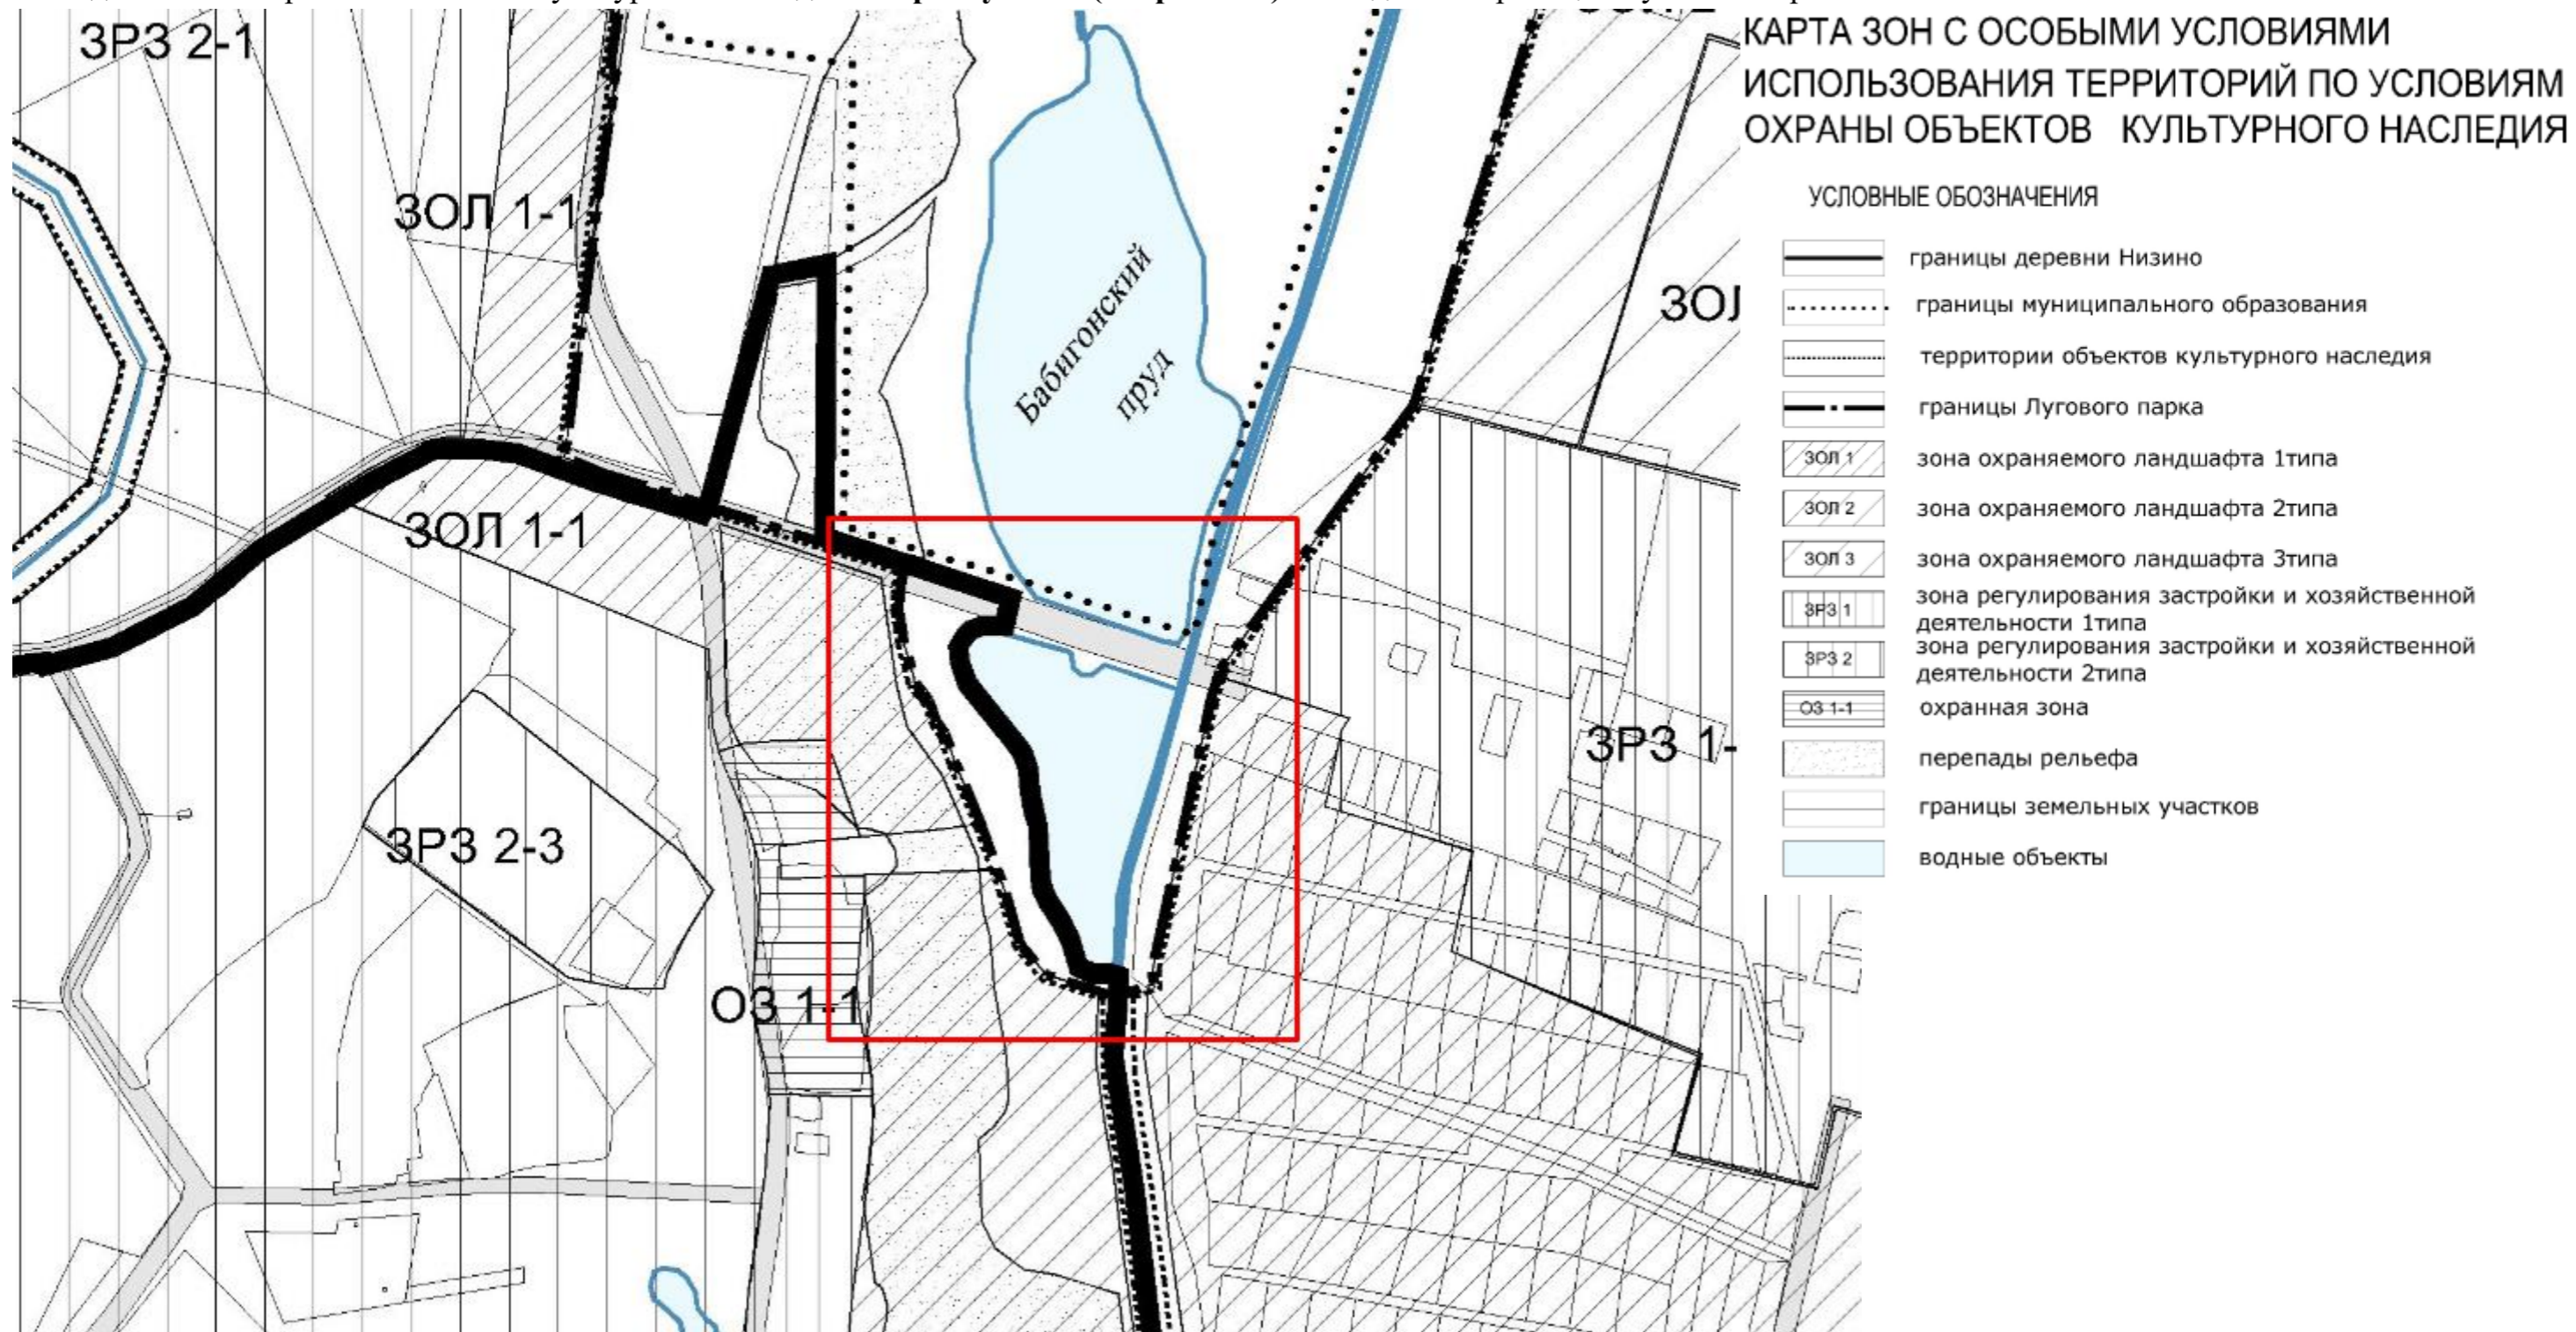 ЗРЗ 2-1
КАРТА ЗОН С ОСОБЫМИ УСЛОВИЯМИ
ИСПОЛЬЗОВАНИЯ ТЕРРИТОРИЙ ПО УСЛОВИЯМ
ОХРАНЫ ОБЪЕКТОВ КУЛЬТУРНОГО НАСЛЕДИЯ
УСЛОВНЫЕ ОБОЗНАЧЕНИЯ
границы деревни Низино
границы муниципального образования
территории объектов культурного наследия
границы Лугового парка
ЗОЛ 1 зона охраняемого ландшафта 1типа
ЗОЛ 2 зона охраняемого ландшафта 2типа
ЗОЛ 3 зона охраняемого ландшафта 3типа
ЗРЗ 1 зона регулирования застройки и хозяйственной
деятельности 1типа
ЗРЗ 2 зона регулирования застройки и хозяйственной
деятельности 2типа
ОЗ 1-1 охранная зона
перепады рельефа
границы земельных участков
водные объекты
ЗОЛ 1-1
ЗОЛ
Бабигонский
пруд
ЗОЛ 1-1
ЗРЗ 1-
ЗРЗ 2-3
ОЗ 1-1